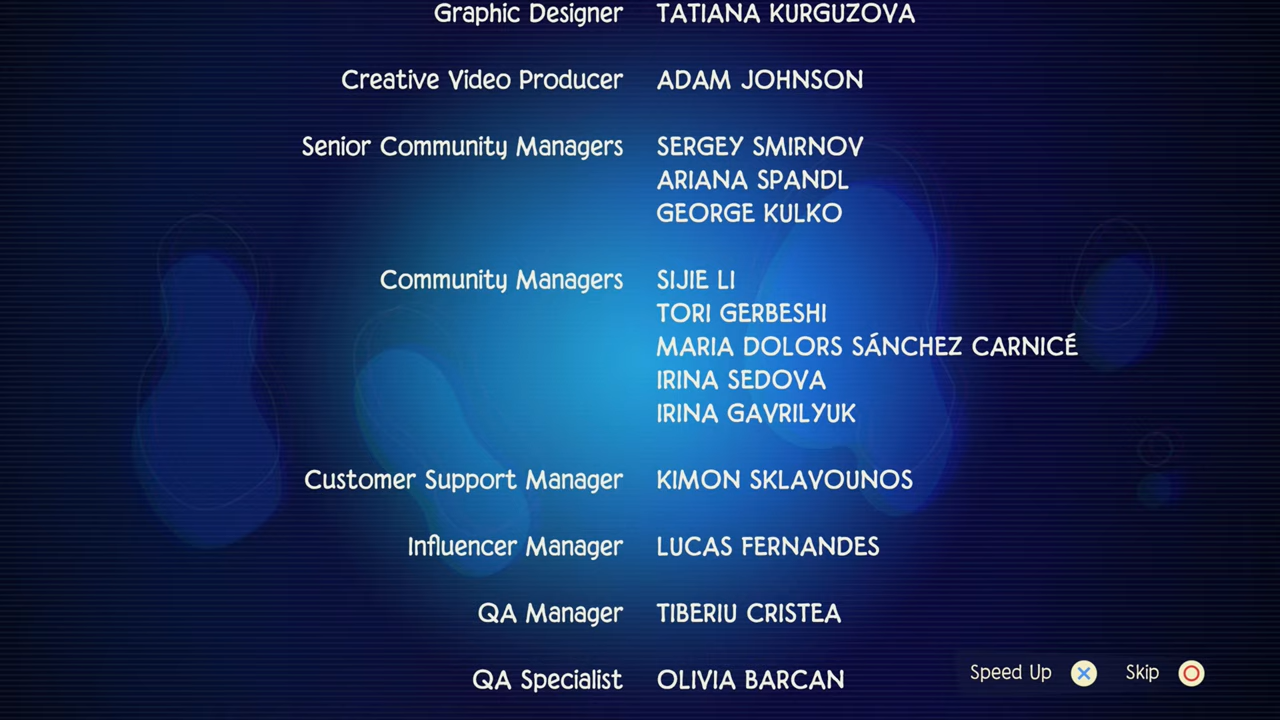 Graphic Designer TATIANA KURGUZOVA
Creative Video Producer ADAM JOHNSON
Senior Community Managers SERGEY SMIRNOV
ARIANA SPANDL
GEORGE KULKO
Community Managers SIJIE LI
TORI GERBESHI
MARIA DOLORS SÁNCHEZ CARNICÉ
IRINA SEDOVA
IRINA GAVRILYUK
Customer Support Manager KIMON SKLAVOUNOS
Influencer Manager LUCAS FERNANDES
QA Manager TIBERIU CRISTEA
QA Specialist OLIVIA BARCAN
Speed Up Skip